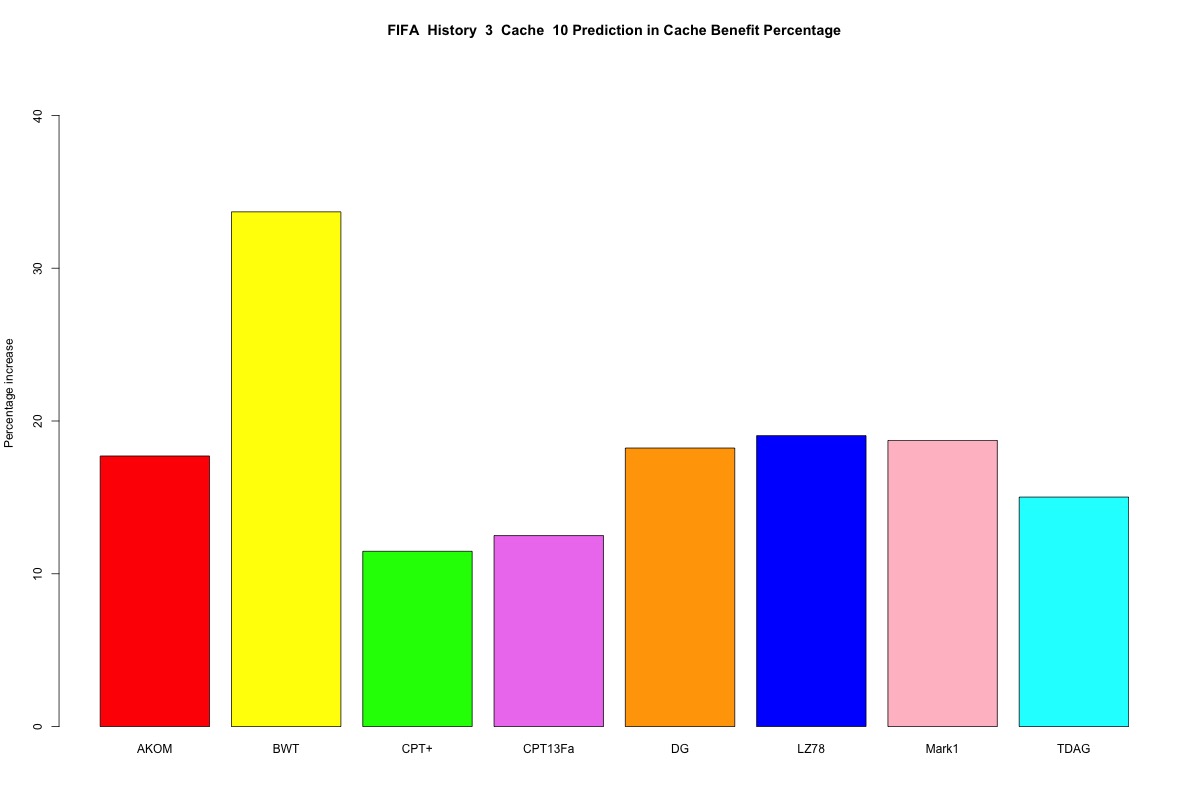 FIFA  History  3  Cache  10 Prediction in Cache Benefit Percentage
Percentage increase
40
30
20
10
0
AKOM BWT CPT+ CPT13Fa DG LZ78 Mark1 TDAG